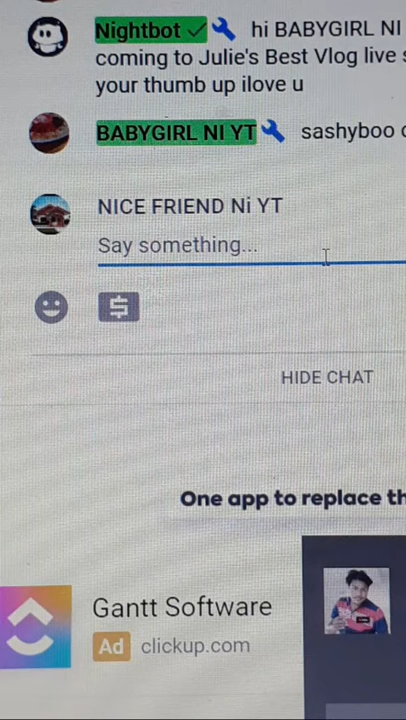 Nightbot hi BABYGIRL NI
coming to Julie's Best Vlog live
your thumb up ilove u
BABYGIRL NI YT sashyboo
NICE FRIEND Ni YT
Say something...
HIDE CHAT
One app to replace th
Gantt Software
Ad clickup.com